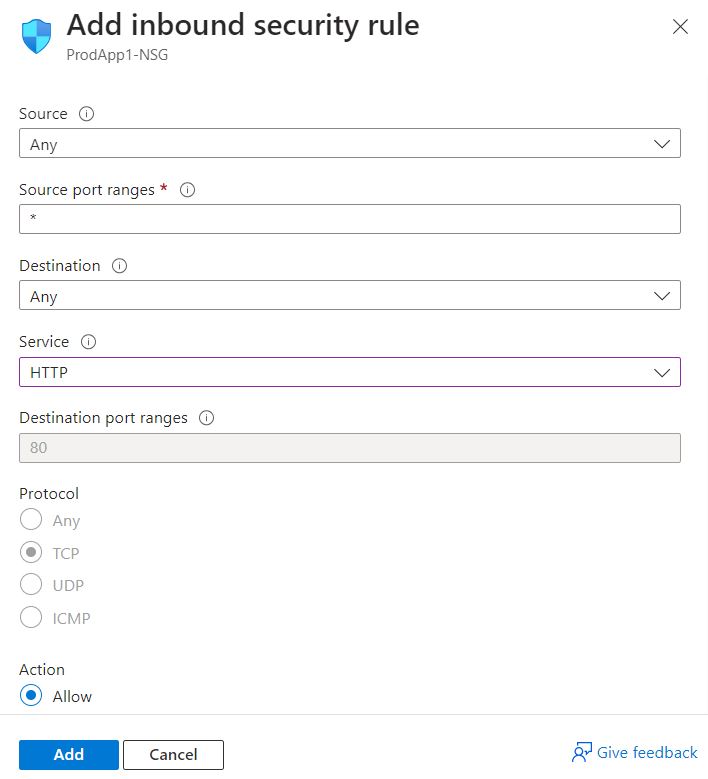 Add inbound security rule
ProdApp1-NSG
Source
Any
Source port ranges *
*
Destination
Any
Service
HTTP
Destination port ranges
80
Protocol
Any
TCP
UDP
ICMP
Action
Allow
Add Cancel Give feedback